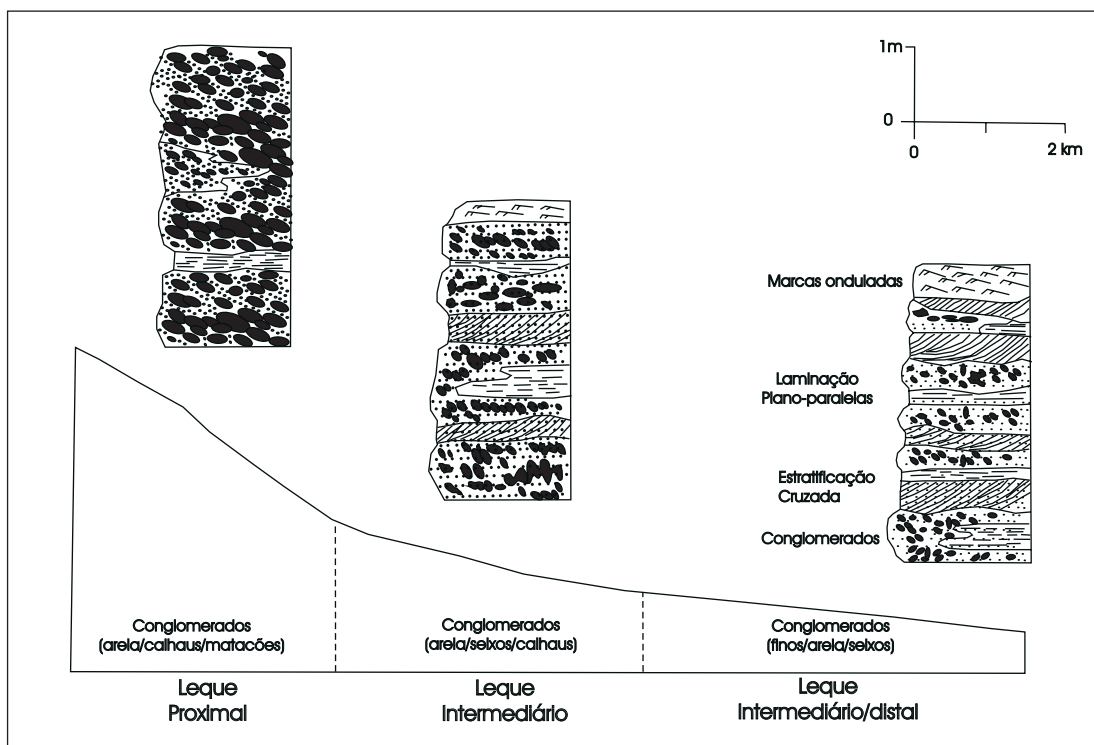 1m
0
0
2 km
Marcas onduladas
Laminação
Plano-paralelas
Estratificação
Cruzada
Conglomerados
Conglomerados
(areia/calhaus/matacões)
Conglomerados
(areia/seixos/calhaus)
Conglomerados
(finos/areia/seixos)
Leque
Proximal
Leque
Intermediário
Leque
Intermediário/distal